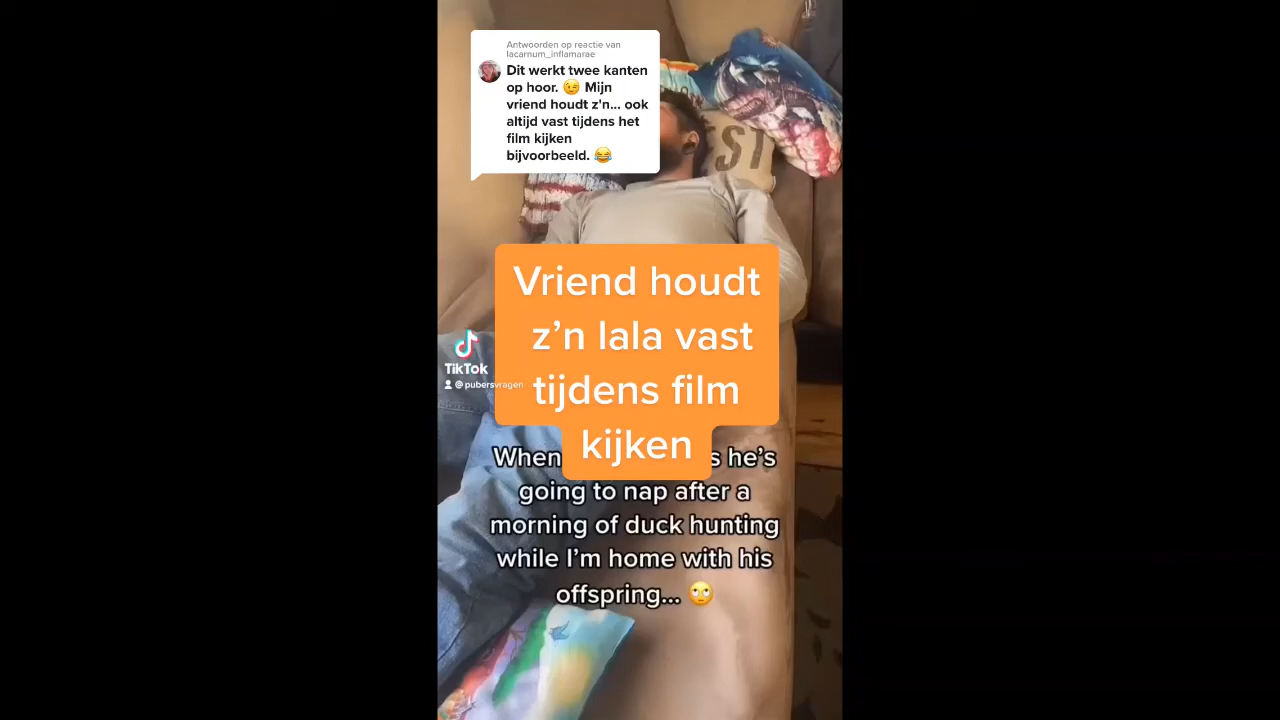 Antwoorden op reactie van
lacarnum_inflamarae
Dit werkt twee kanten
op hoor. 😉 Mijn
vriend houdt z'n... ook
altijd vast tijdens het
film kijken
bijvoorbeeld. 😂
EST
Vriend houdt
z’n lala vast
tijdens film
kijken
TikTok
@pubersvragen
When s he’s
going to nap after a
morning of duck hunting
while I’m home with his
offspring... 🙄